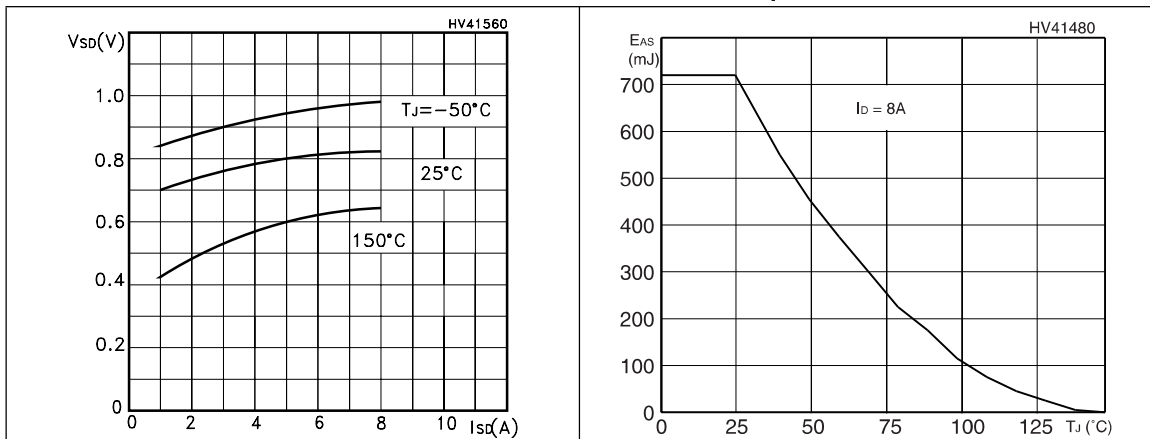 HV41560
VSD(V)
1.0
TJ=−50°C
0.8
25°C
0.6
150°C
0.4
0.2
0
0 2 4 6 8 10 ISD(A)
HV41480
EAS
(mJ)
700
ID = 8A
600
500
400
300
200
100
0
0 25 50 75 100 125 TJ (˚C)